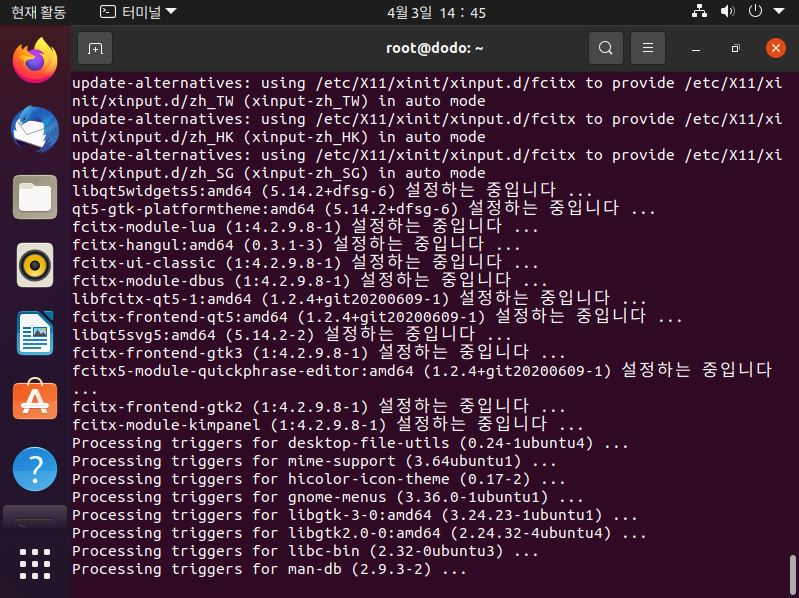 현재 활동
터미널
4월 3일 14：45
root@dodo: ~
update-alternatives: using /etc/X11/xinit/xinput.d/fcitx to provide /etc/X11/xi
nit/xinput.d/zh_TW (xinput-zh_TW) in auto mode
update-alternatives: using /etc/X11/xinit/xinput.d/fcitx to provide /etc/X11/xi
nit/xinput.d/zh_HK (xinput-zh_HK) in auto mode
update-alternatives: using /etc/X11/xinit/xinput.d/fcitx to provide /etc/X11/xi
nit/xinput.d/zh_SG (xinput-zh_SG) in auto mode
libqt5widgets5:amd64 (5.14.2+dfsg-6) 설정하는 중입니다 ...
qt5-gtk-platformtheme:amd64 (5.14.2+dfsg-6) 설정하는 중입니다 ...
fcitx-module-lua (1:4.2.9.8-1) 설정하는 중입니다 ...
fcitx-hangul:amd64 (0.3.1-3) 설정하는 중입니다 ...
fcitx-ui-classic (1:4.2.9.8-1) 설정하는 중입니다 ...
fcitx-module-dbus (1:4.2.9.8-1) 설정하는 중입니다 ...
libfcitx-qt5-1:amd64 (1.2.4+git20200609-1) 설정하는 중입니다 ...
fcitx-frontend-qt5:amd64 (1.2.4+git20200609-1) 설정하는 중입니다 ...
libqt5svg5:amd64 (5.14.2-2) 설정하는 중입니다 ...
fcitx-frontend-gtk3 (1:4.2.9.8-1) 설정하는 중입니다 ...
fcitx5-module-quickphrase-editor:amd64 (1.2.4+git20200609-1) 설정하는 중입니다
...
fcitx-frontend-gtk2 (1:4.2.9.8-1) 설정하는 중입니다 ...
fcitx-module-kimpanel (1:4.2.9.8-1) 설정하는 중입니다 ...
Processing triggers for desktop-file-utils (0.24-1ubuntu4) ...
Processing triggers for mime-support (3.64ubuntu1) ...
Processing triggers for hicolor-icon-theme (0.17-2) ...
Processing triggers for gnome-menus (3.36.0-1ubuntu1) ...
Processing triggers for libgtk-3-0:amd64 (3.24.23-1ubuntu1) ...
Processing triggers for libgtk2.0-0:amd64 (2.24.32-4ubuntu4) ...
Processing triggers for libc-bin (2.32-0ubuntu3) ...
Processing triggers for man-db (2.9.3-2) ...